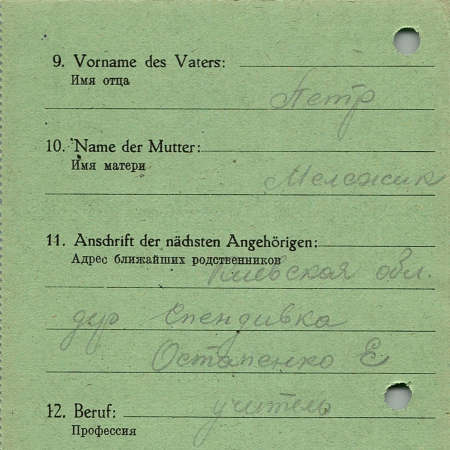 9. Vorname des Vaters:
Имя отца
Петр
10. Name der Mutter:
Имя матери
Мележик
11. Anschrift der nächsten Angehörigen:
Адрес ближайших родственников
Киевская обл.
дер Спендивка
Остапенко Е
12. Beruf: учитель
Профессия